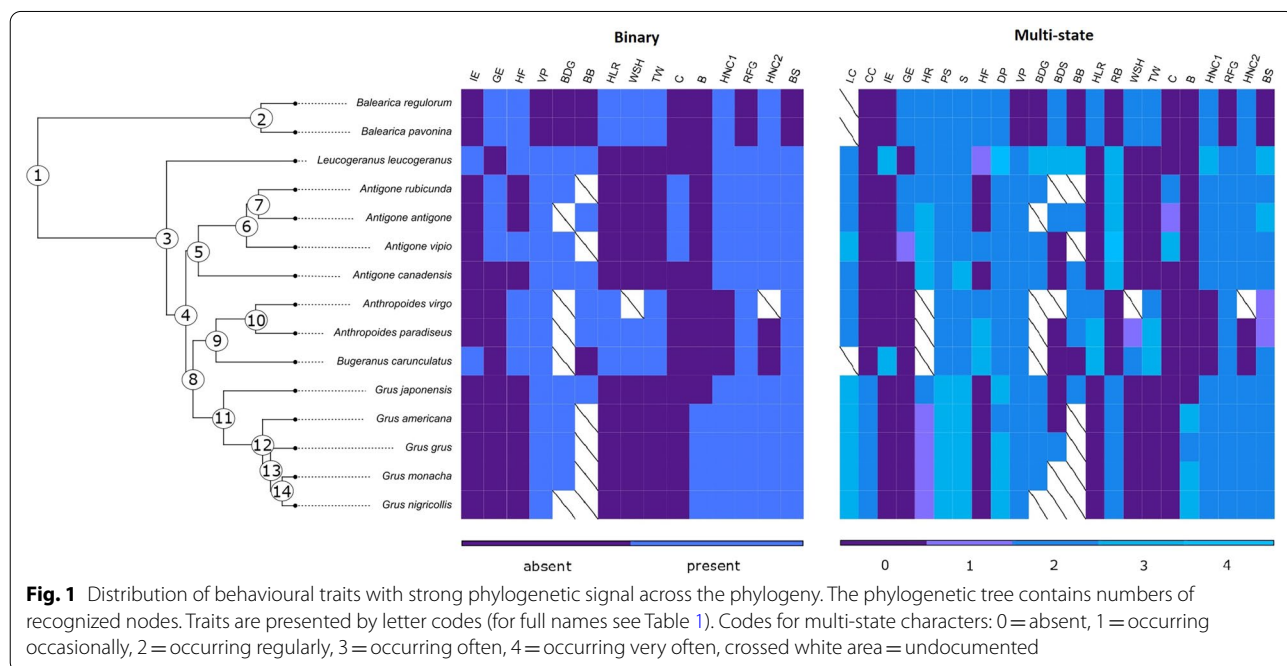 Binary
Multi-state
IE GE HF VP BDG BB HLR WSH TW C B HNC1 RFG HNC2 BS
LC CC IE GE HR PS S HF DP VP BDG BDS BB HLR RB WSH TW C B HNC1 RFG HNC2 BS
Balearica regulorum
Balearica pavonina
Leucogeranus leucogeranus
Antigone rubicunda
Antigone antigone
Antigone vipio
Antigone canadensis
Anthropoides virgo
Anthropoides paradiseus
Bugeranus carunculatus
Grus japonensis
Grus americana
Grus grus
Grus monacha
Grus nigricollis
1
2
3
4
5
6
7
8
9
10
11
12
13
14
absent present
0 1 2 3 4
Fig. 1 Distribution of behavioural traits with strong phylogenetic signal across the phylogeny. The phylogenetic tree contains numbers of
recognized nodes. Traits are presented by letter codes (for full names see Table 1). Codes for multi-state characters: 0 = absent, 1 = occurring
occasionally, 2 = occurring regularly, 3 = occurring often, 4 = occurring very often, crossed white area = undocumented